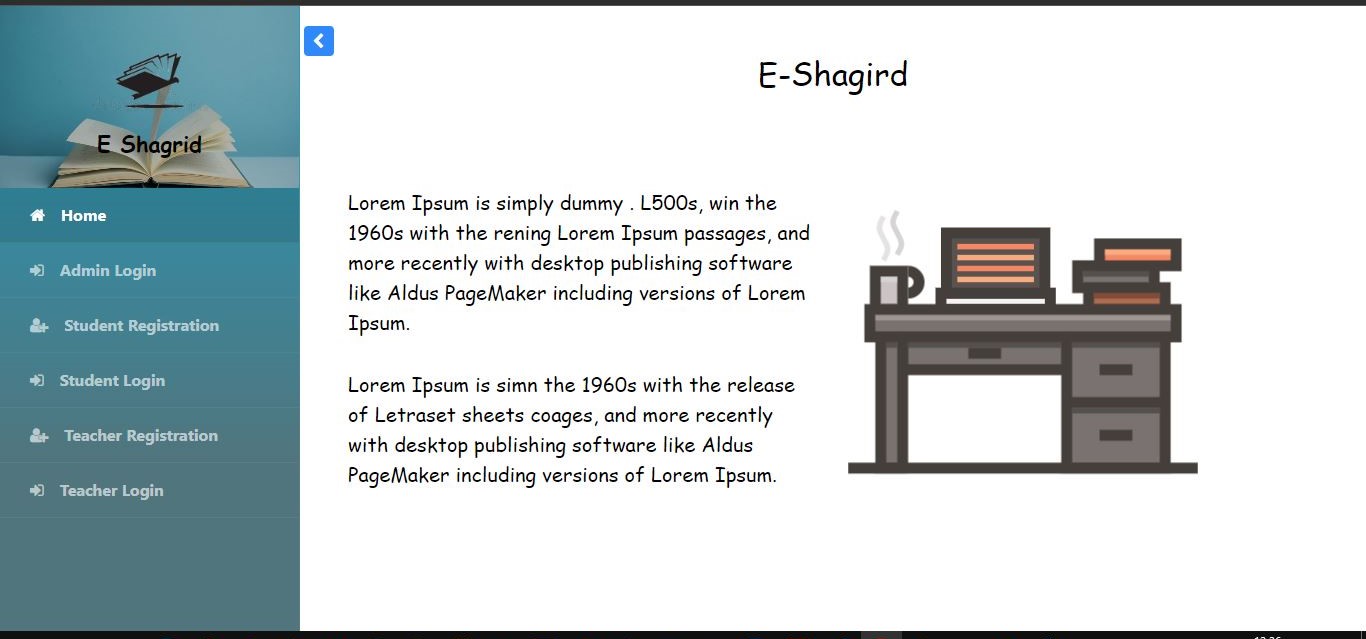 E Shagrid
Home
Admin Login
Student Registration
Student Login
Teacher Registration
Teacher Login
E-Shagird
Lorem Ipsum is simply dummy . L500s, win the
1960s with the rening Lorem Ipsum passages, and
more recently with desktop publishing software
like Aldus PageMaker including versions of Lorem
Ipsum.
Lorem Ipsum is simn the 1960s with the release
of Letraset sheets coages, and more recently
with desktop publishing software like Aldus
PageMaker including versions of Lorem Ipsum.